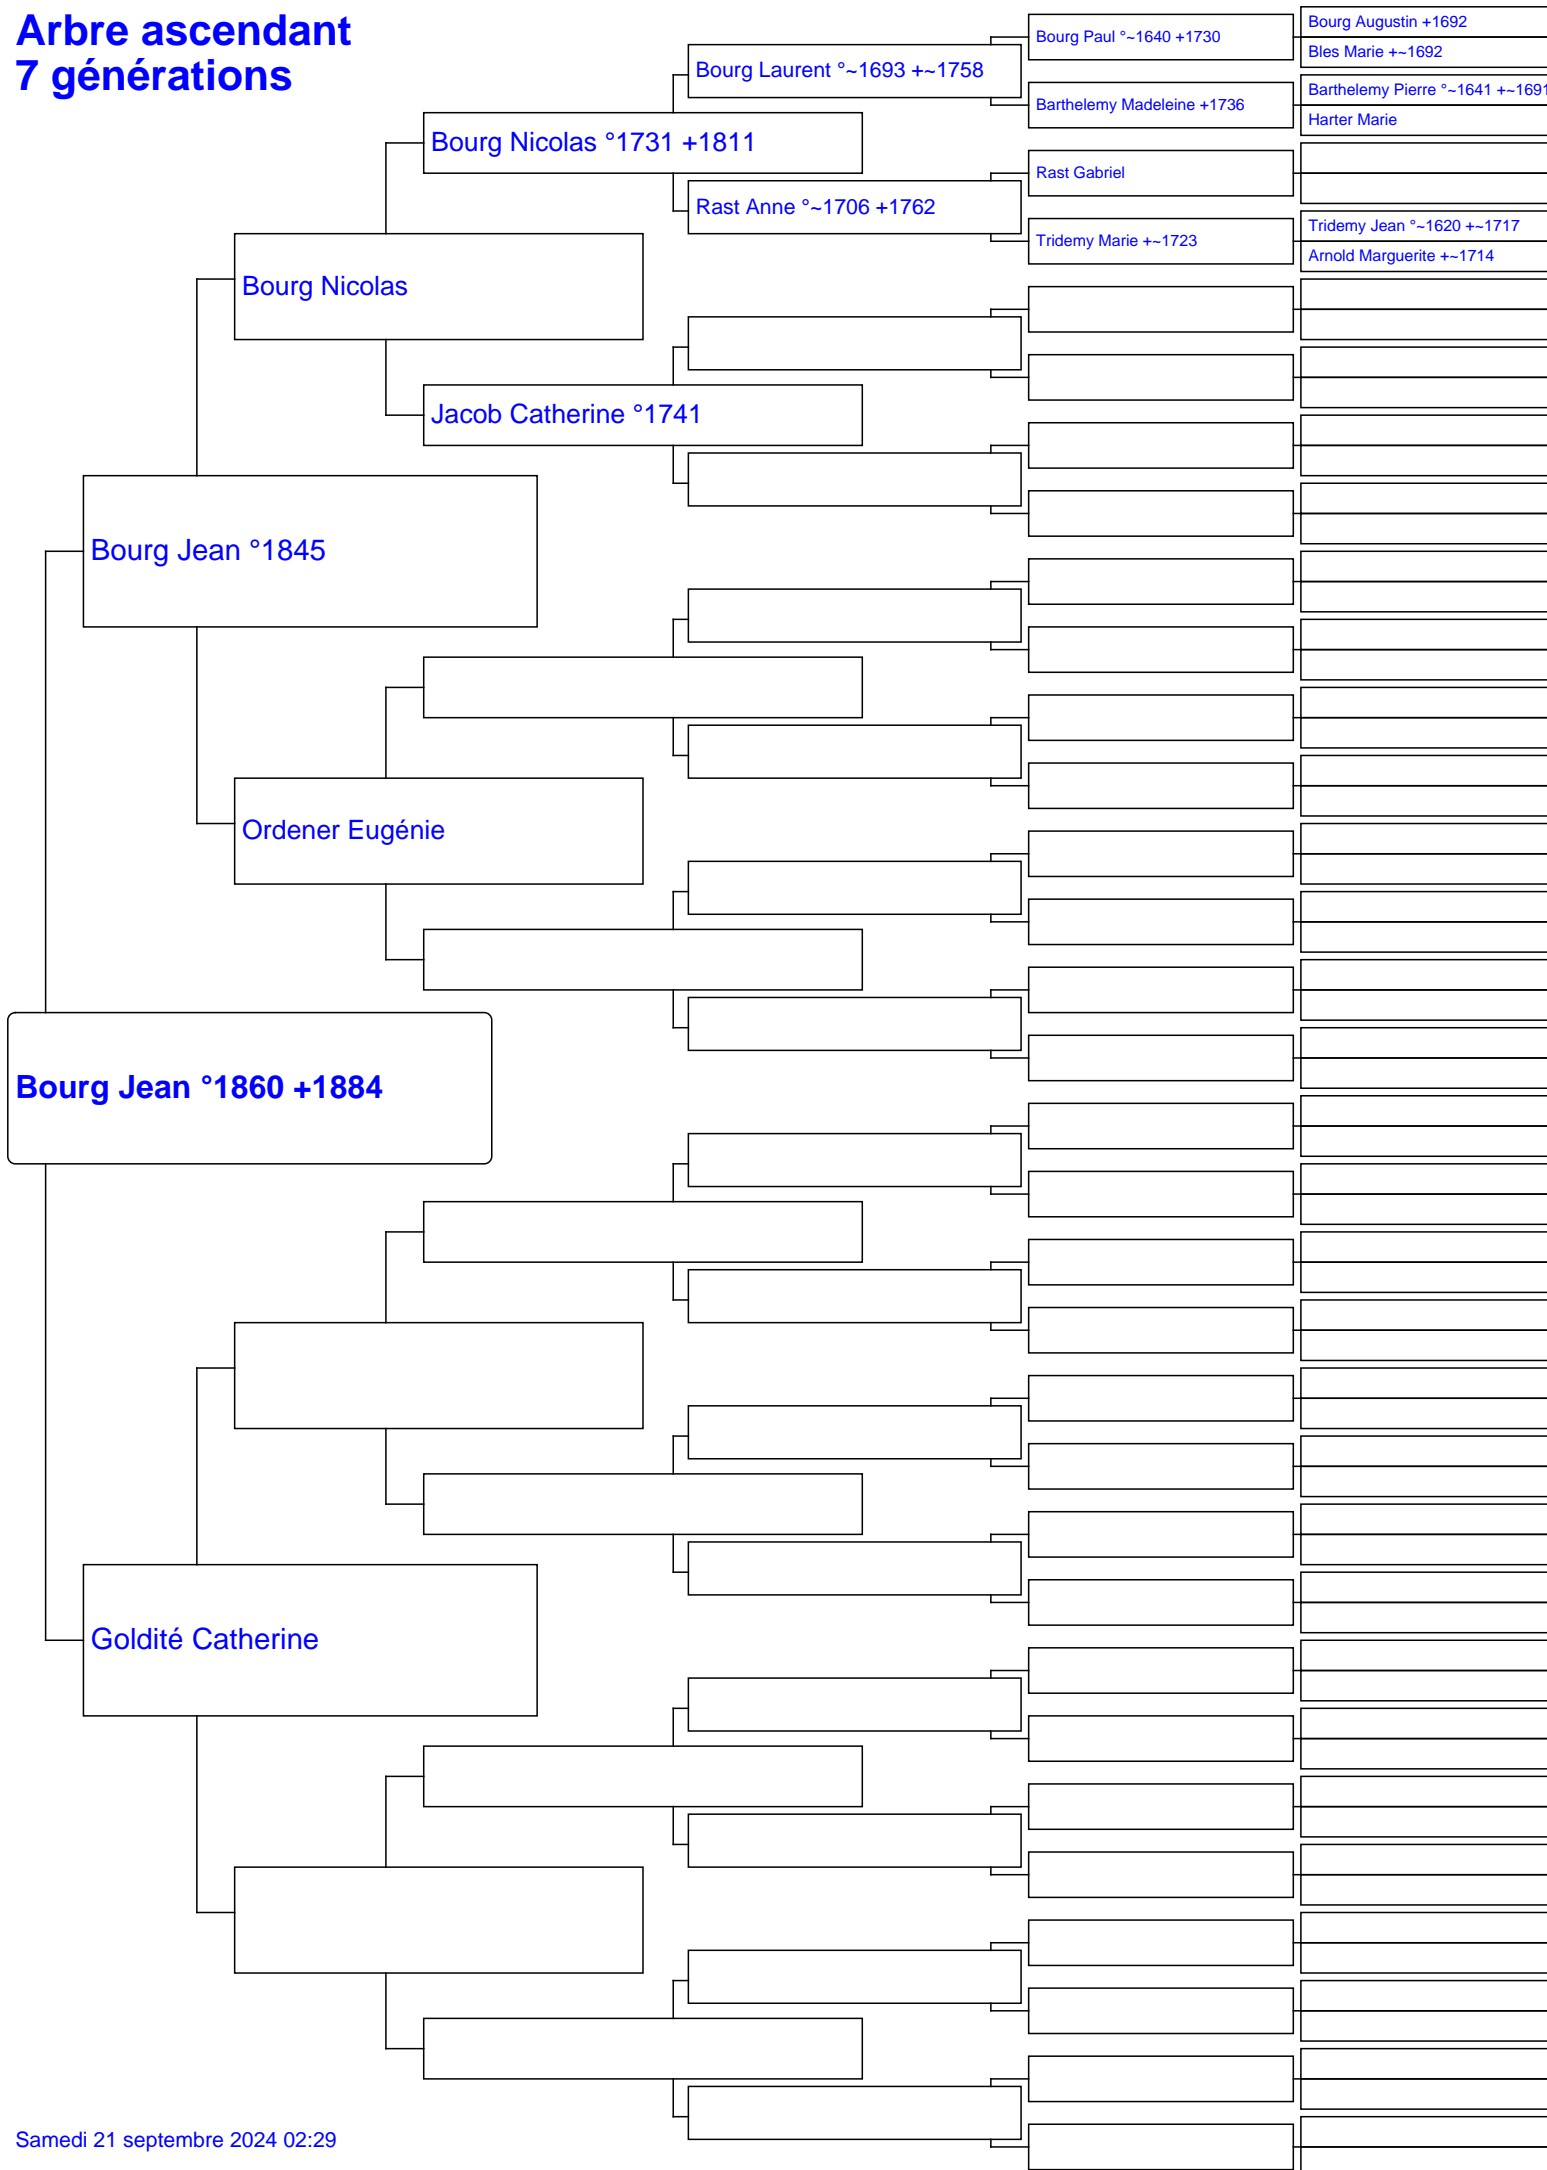 Arbre ascendant
7 générations
Bourg Paul °~1640 +1730
Bourg Augustin +1692
Bles Marie +~1692
Bourg Laurent °~1693 +~1758
Barthelemy Madeleine +1736
Barthelemy Pierre °~1641 +~1691
Harter Marie
Bourg Nicolas °1731 +1811
Rast Gabriel
Rast Anne °~1706 +1762
Tridemy Marie +~1723
Tridemy Jean °~1620 +~1717
Arnold Marguerite +~1714
Bourg Nicolas
Jacob Catherine °1741
Bourg Jean °1845
Ordener Eugénie
Bourg Jean °1860 +1884
Goldité Catherine
Samedi 21 septembre 2024 02:29